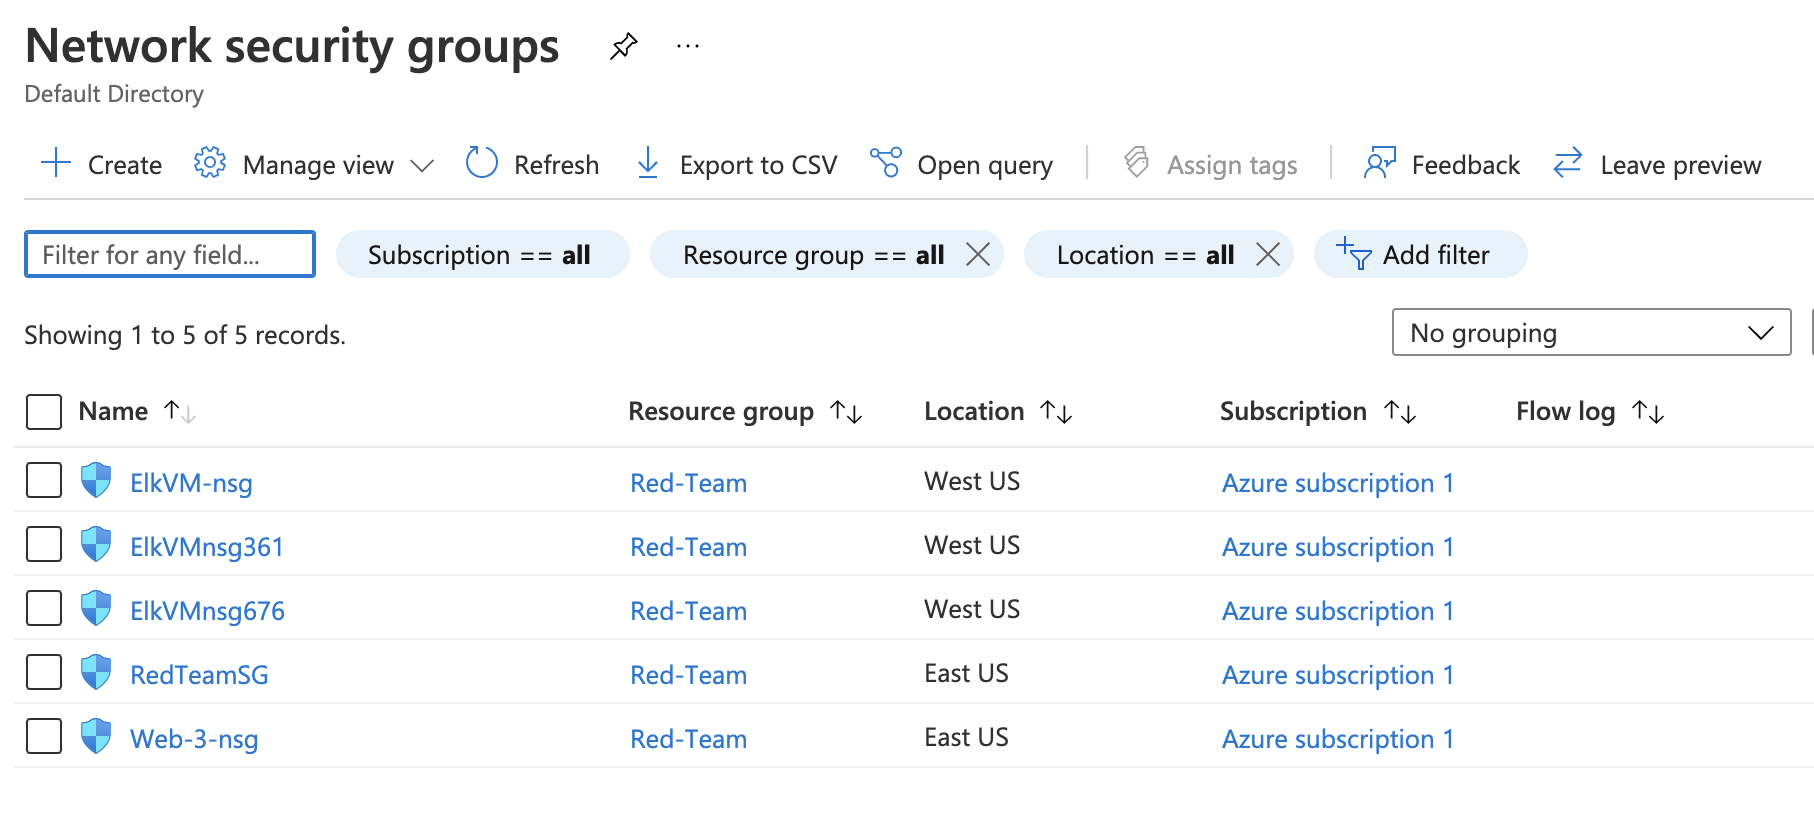 Network security groups
Default Directory
Create Manage view Refresh Export to CSV Open query Assign tags Feedback Leave preview
Filter for any field... Subscription == all Resource group == all Location == all Add filter
Showing 1 to 5 of 5 records. No grouping
Name Resource group Location Subscription Flow log
ElkVM-nsg Red-Team West US Azure subscription 1
ElkVMnsg361 Red-Team West US Azure subscription 1
ElkVMnsg676 Red-Team West US Azure subscription 1
RedTeamSG Red-Team East US Azure subscription 1
Web-3-nsg Red-Team East US Azure subscription 1